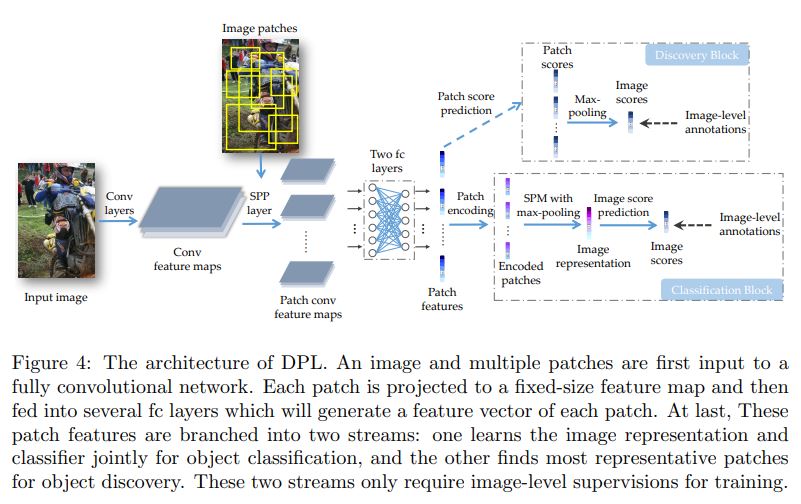 Image patches
Discovery Block
Patch
scores
Image
scores
Patch score
prediction
Max-
pooling
Image-level
annotations
Two fc
layers
Conv
layers
SPP
layer
Patch
encoding
SPM with
max-pooling
Image score
prediction
Image-level
annotations
Conv
feature maps
Image
representation
Image
scores
Encoded
patches
Input image
Patch conv
feature maps
Patch
features
Classification Block
Figure 4: The architecture of DPL. An image and multiple patches are first input to a
fully convolutional network. Each patch is projected to a fixed-size feature map and then
fed into several fc layers which will generate a feature vector of each patch. At last, These
patch features are branched into two streams: one learns the image representation and
classifier jointly for object classification, and the other finds most representative patches
for object discovery. These two streams only require image-level supervisions for training.